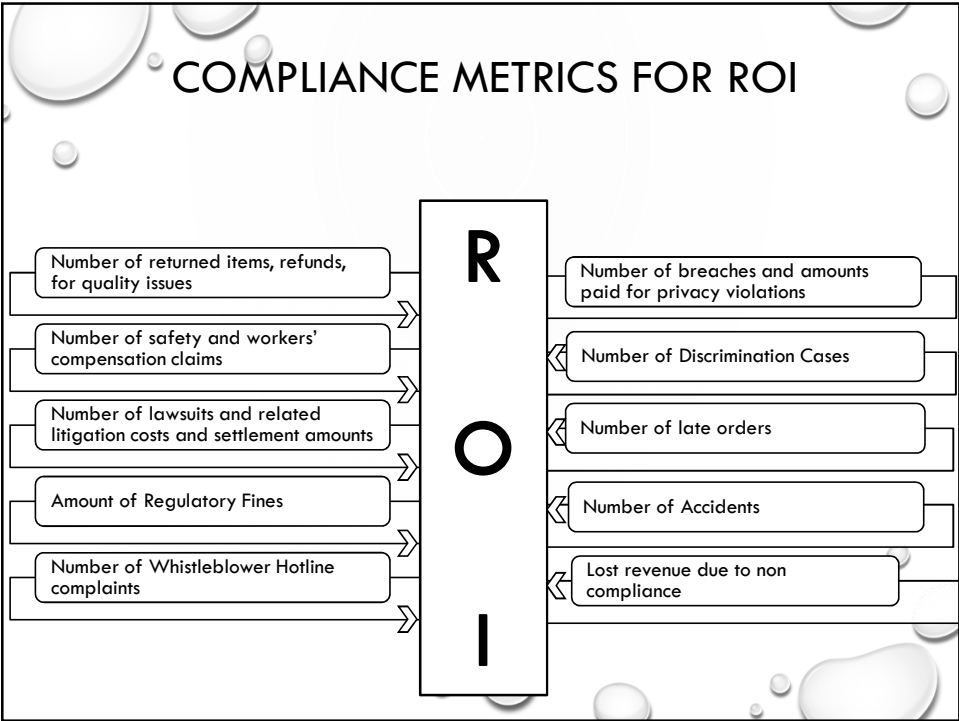 COMPLIANCE METRICS FOR ROI
Number of returned items, refunds,
for quality issues
Number of safety and workers'
compensation claims
Number of lawsuits and related
litigation costs and settlement amounts
Amount of Regulatory Fines
Number of Whistleblower Hotline
complaints
R
O
I
Number of breaches and amounts
paid for privacy violations
Number of Discrimination Cases
Number of late orders
Number of Accidents
Lost revenue due to non
compliance